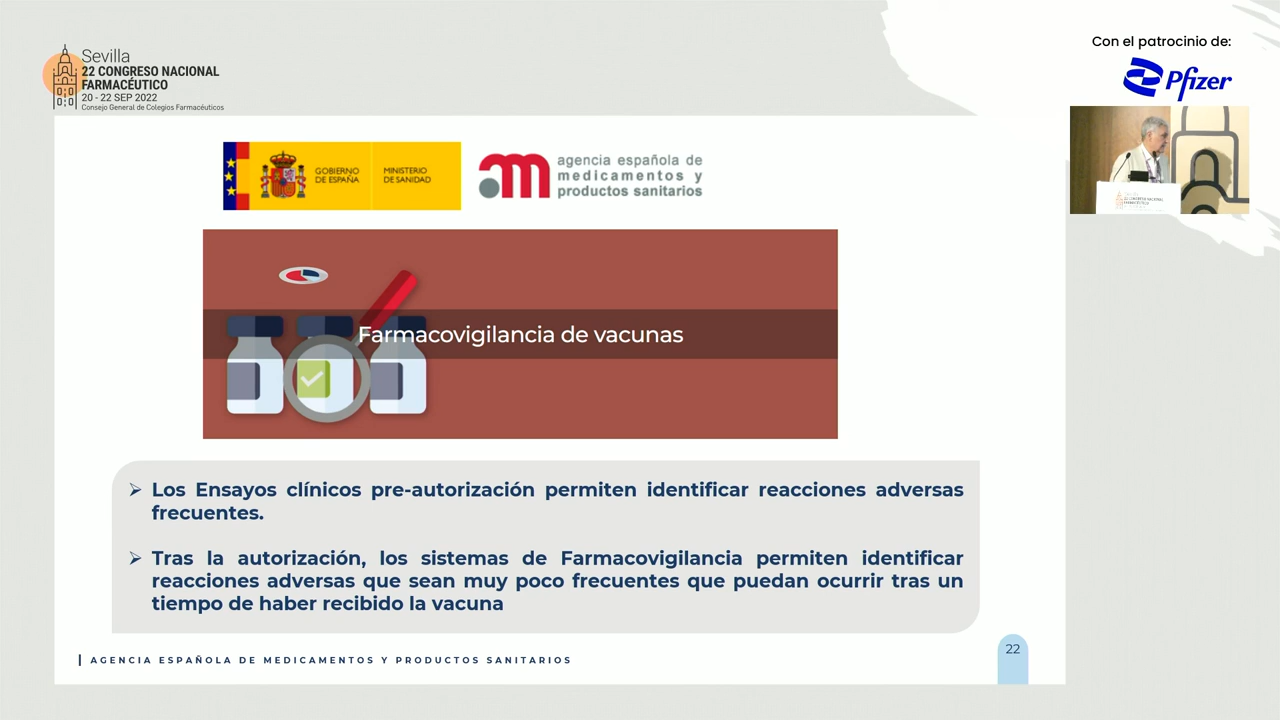 Sevilla
22 CONGRESO NACIONAL
FARMACÉUTICO
20 - 22 SEP 2022
Consejo General de Colegios Farmacéuticos
Con el patrocinio de:
Pfizer
GOBIERNO
DE ESPAÑA
MINISTERIO
DE SANIDAD
agencia española de
medicamentos y
productos sanitarios
Farmacovigilancia de vacunas
➢ Los Ensayos clínicos pre-autorización permiten identificar reacciones adversas
frecuentes.
➢ Tras la autorización, los sistemas de Farmacovigilancia permiten identificar
reacciones adversas que sean muy poco frecuentes que puedan ocurrir tras un
tiempo de haber recibido la vacuna
AGENCIA ESPAÑOLA DE MEDICAMENTOS Y PRODUCTOS SANITARIOS
22